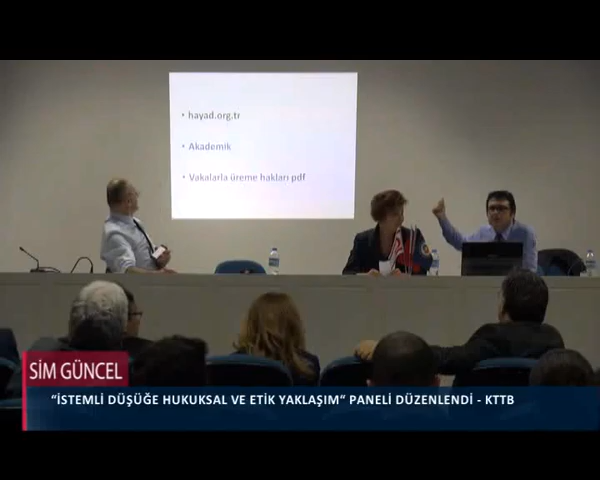 • hayad.org.tr
• Akademik
• Vakalarla üreme hakları pdf
SİM GÜNCEL
“İSTEMLİ DÜŞÜĞE HUKUKSAL VE ETİK YAKLAŞIM“ PANELİ DÜZENLENDİ - KTTB